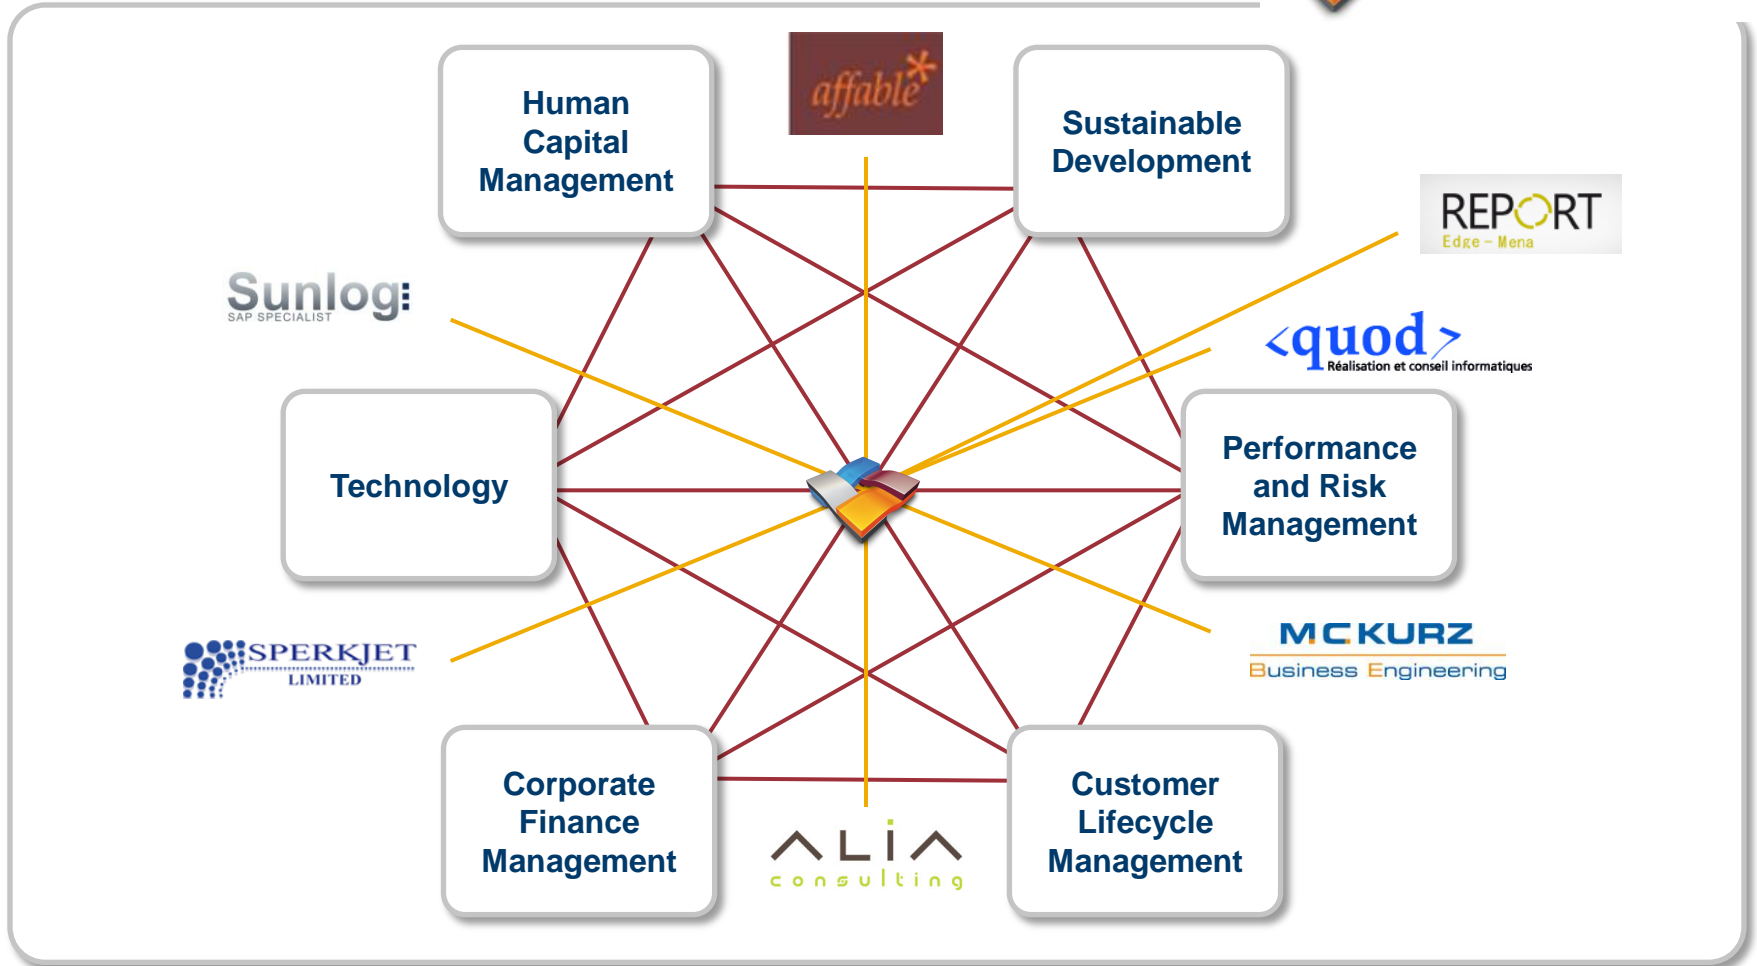 Human
Capital
Management
affable*
Sustainable
Development
REPORT
Edge - Mena
Sunlog
SAP SPECIALIST
<quod>
Réalisation et conseil informatiques
Technology
Performance
and Risk
Management
SPERKJET
LIMITED
MCKURZ
Business Engineering
Corporate
Finance
Management
ALiA
consulting
Customer
Lifecycle
Management